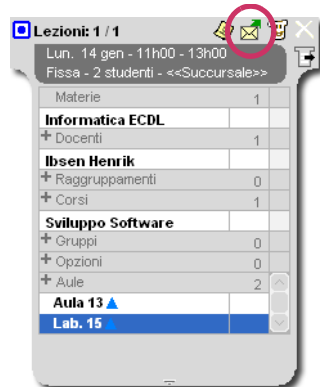 Lezioni: 1 / 1
Lun. 14 gen - 11h00 - 13h00
Fissa - 2 studenti - <<Succursale>>
Materie 1
Informatica ECDL
+ Docenti 1
Ibsen Henrik
+ Raggruppamenti 0
+ Corsi 1
Sviluppo Software
+ Gruppi 0
+ Opzioni 0
+ Aule 2
Aula 13
Lab. 15